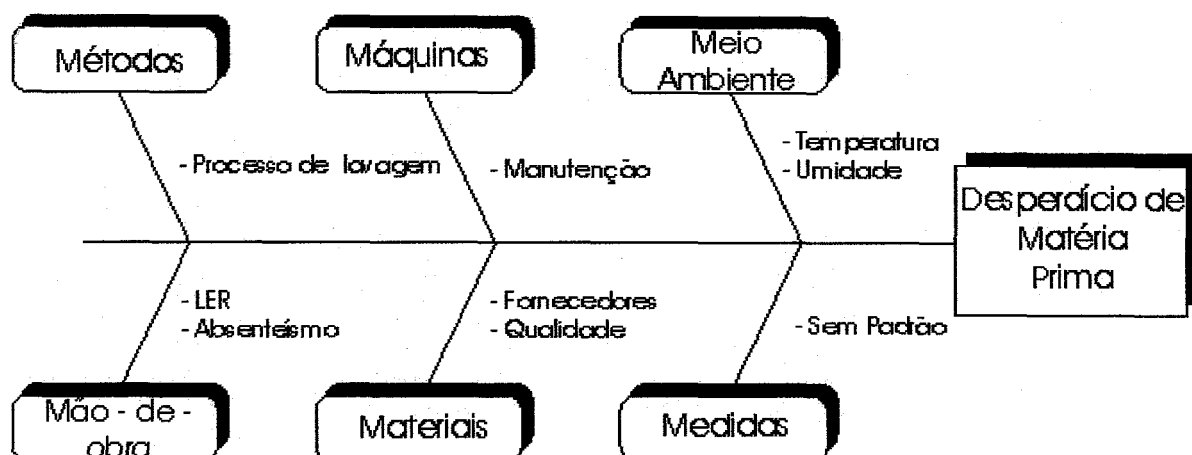 Métodos
Máquinas
Meio
Ambiente
- Processo de lavagem
- Manutenção
- Temperatura
- Umidade
Desperdício de
Matéria
Prima
- LER
- Absenteísmo
- Fornecedores
- Qualidade
- Sem Padrão
Mão - de -
obra
Materiais
Medidas